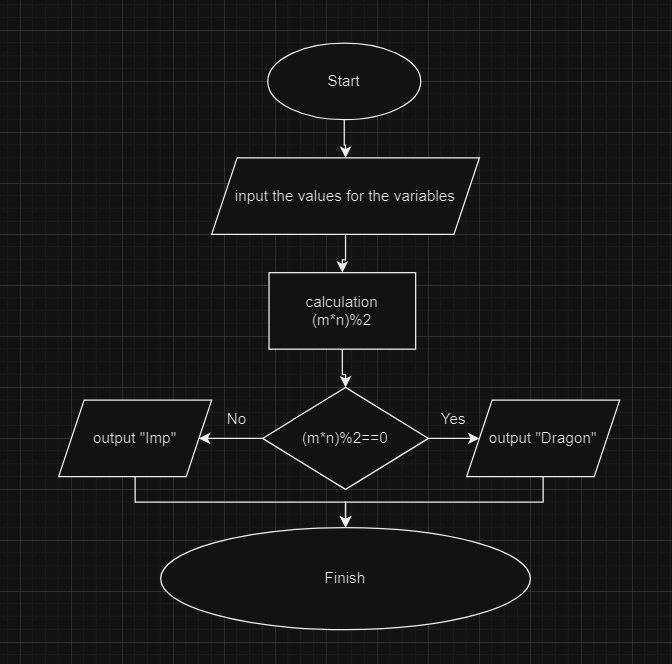 Start
input the values for the variables
calculation
(m*n)%2
No
Yes
output "Imp"
(m*n)%2==0
output "Dragon"
Finish